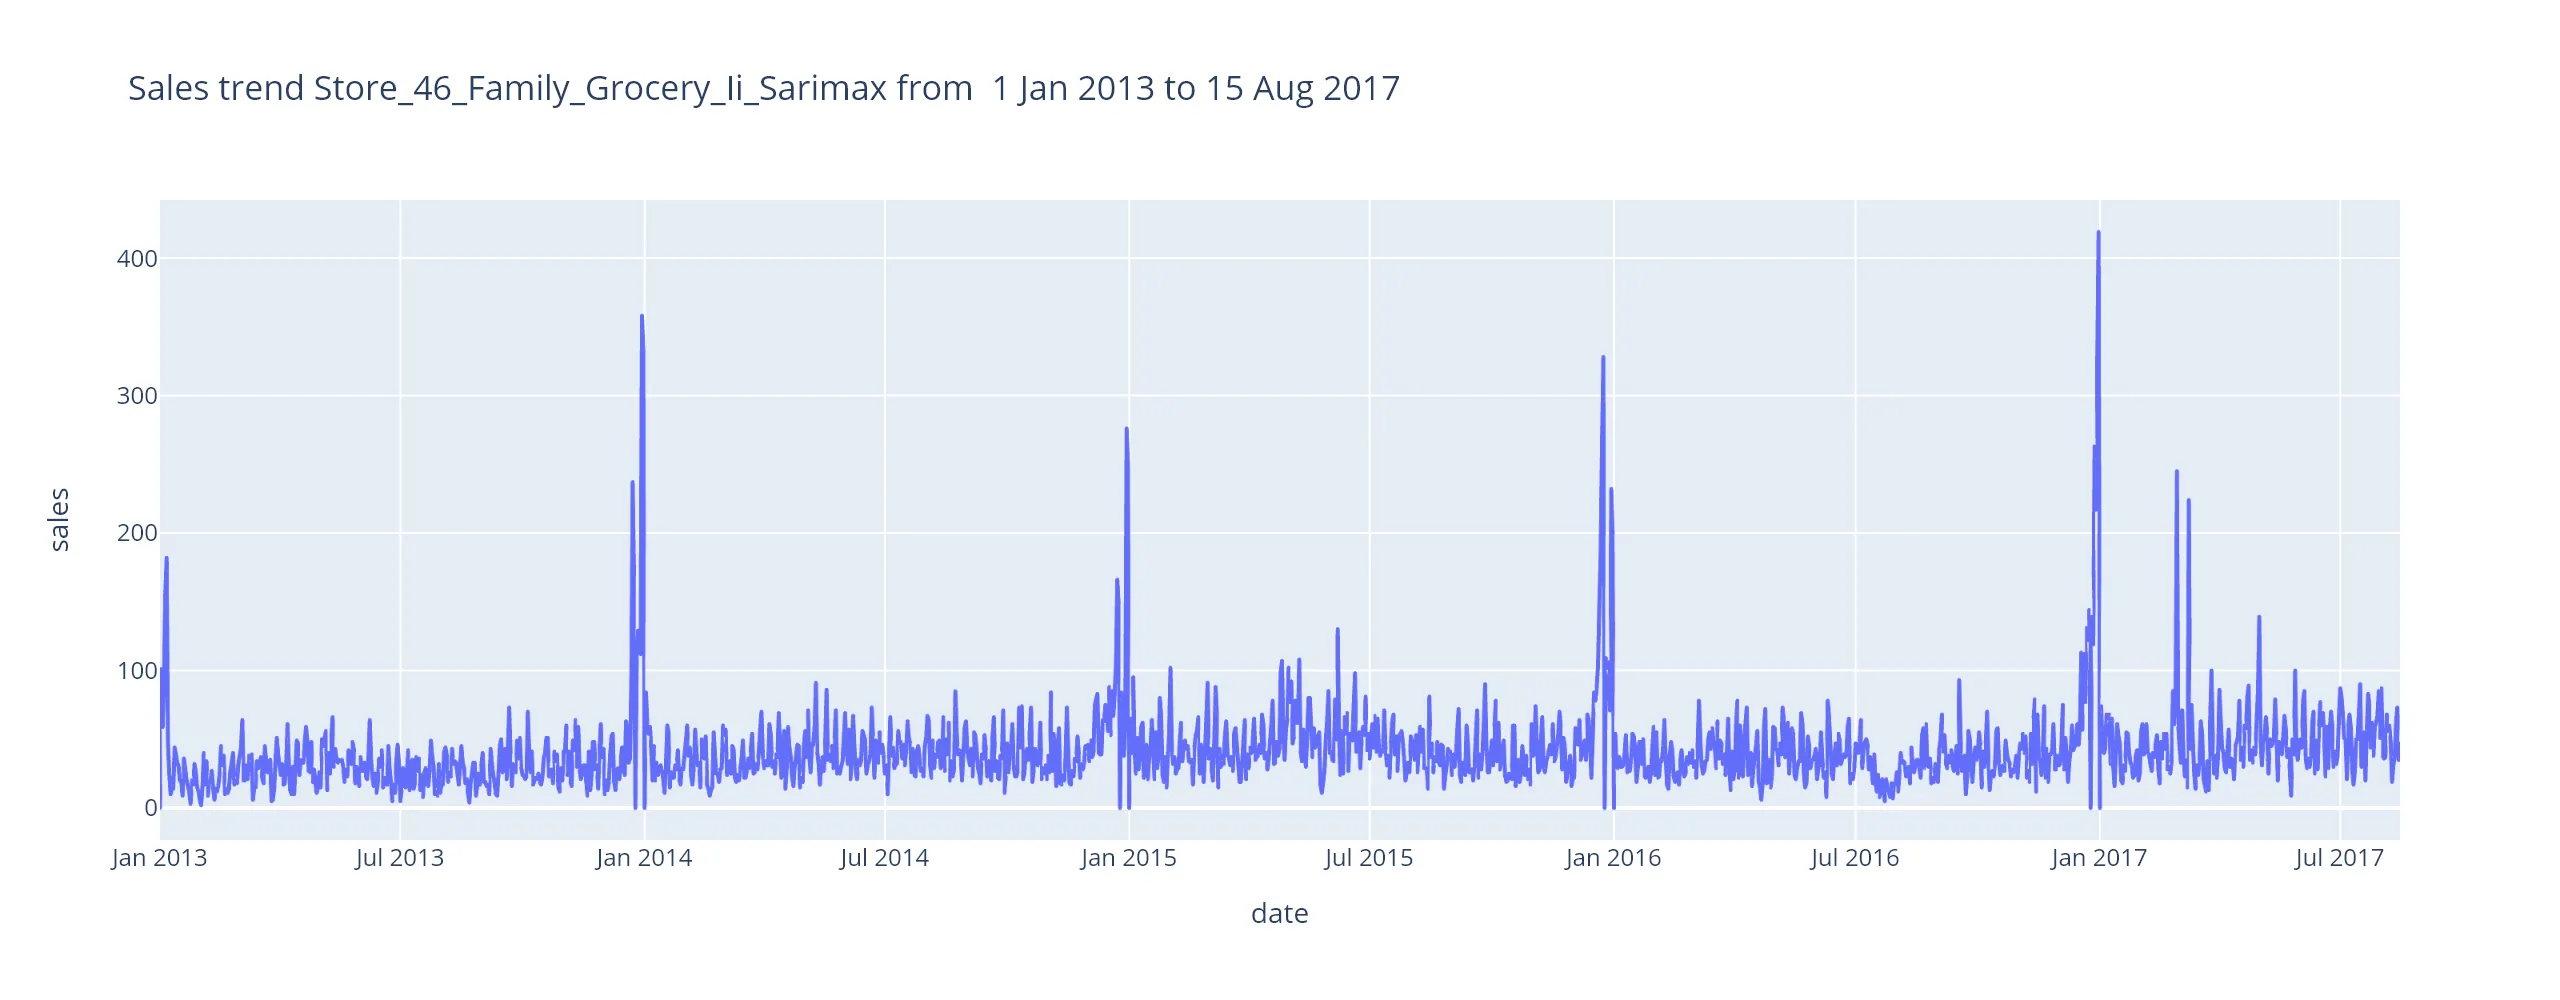 Sales trend Store_46_Family_Grocery_Ii_Sarimax from  1 Jan 2013 to 15 Aug 2017
400
300
200
100
0
sales
Jan 2013
Jul 2013
Jan 2014
Jul 2014
Jan 2015
Jul 2015
Jan 2016
Jul 2016
Jan 2017
Jul 2017
date